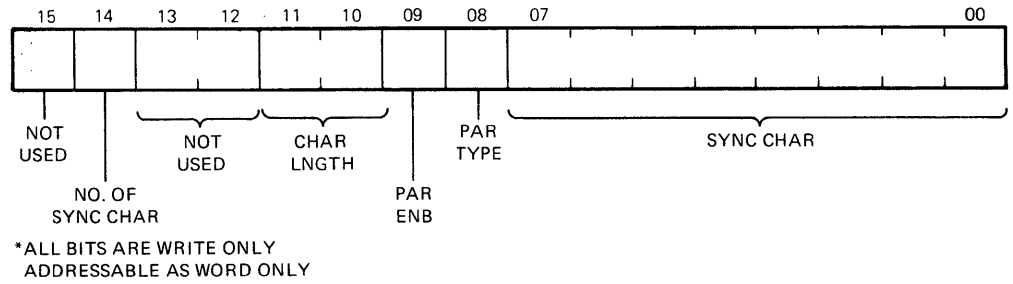 15 14 13 12 11 10 09 08 07 00
NOT
USED
NO. OF
SYNC CHAR
NOT
USED
CHAR
LNGTH
PAR
ENB
PAR
TYPE
SYNC CHAR
*ALL BITS ARE WRITE ONLY
ADDRESSABLE AS WORD ONLY